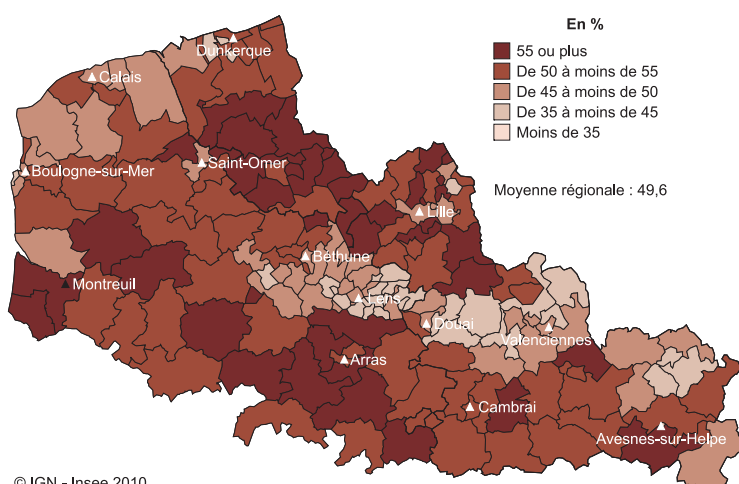 En %
55 ou plus
De 50 à moins de 55
De 45 à moins de 50
De 35 à moins de 45
Moins de 35
Moyenne régionale : 49,6
Dunkerque
Calais
Saint-Omer
Boulogne-sur-Mer
Lille
Béthune
Montreuil
Lens
Douai
Valenciennes
Arras
Cambrai
Avesnes-sur-Helpe
© IGN - Insee 2010